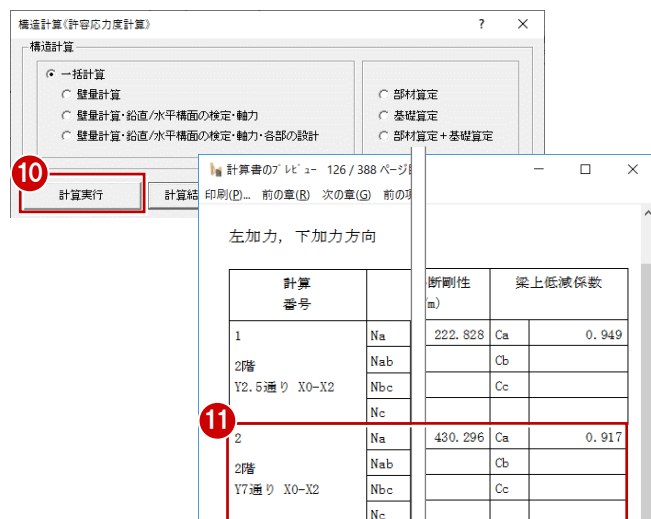 構造計算《許容応力度計算》 ?
構造計算
一括計算
壁量計算
壁量計算・鉛直/水平構面の検定・軸力
壁量計算・鉛直/水平構面の検定・軸力・各部の設計
部材算定
基礎算定
部材算定+基礎算定
10
計算実行 計算結
計算書のプレビュー 126 / 388 ページ
印刷(P)... 前の章(R) 次の章(G) 前の項
左加力, 下加力方向
計算 断剛性 梁上低減係数
番号
1 Na 222.828 Ca 0.949
2階 Nab Cb
Y2.5通り X0-X2 Nbc Cc
Nc
11
2 Na 430.296 Ca 0.917
2階 Nab Cb
Y7通り X0-X2 Nbc Cc
Nc